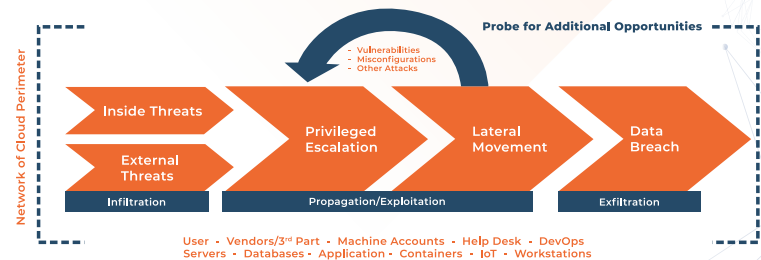 Probe for Additional Opportunities
- Vulnerabilities
- Misconfigurations
- Other Attacks
Network of Cloud Perimeter
Inside Threats
External
Threats
Privileged
Escalation
Lateral
Movement
Data
Breach
Infiltration
Propagation/Exploitation
Exfiltration
User - Vendors/3rd Part - Machine Accounts - Help Desk - DevOps
Servers - Databases - Application - Containers - IoT - Workstations